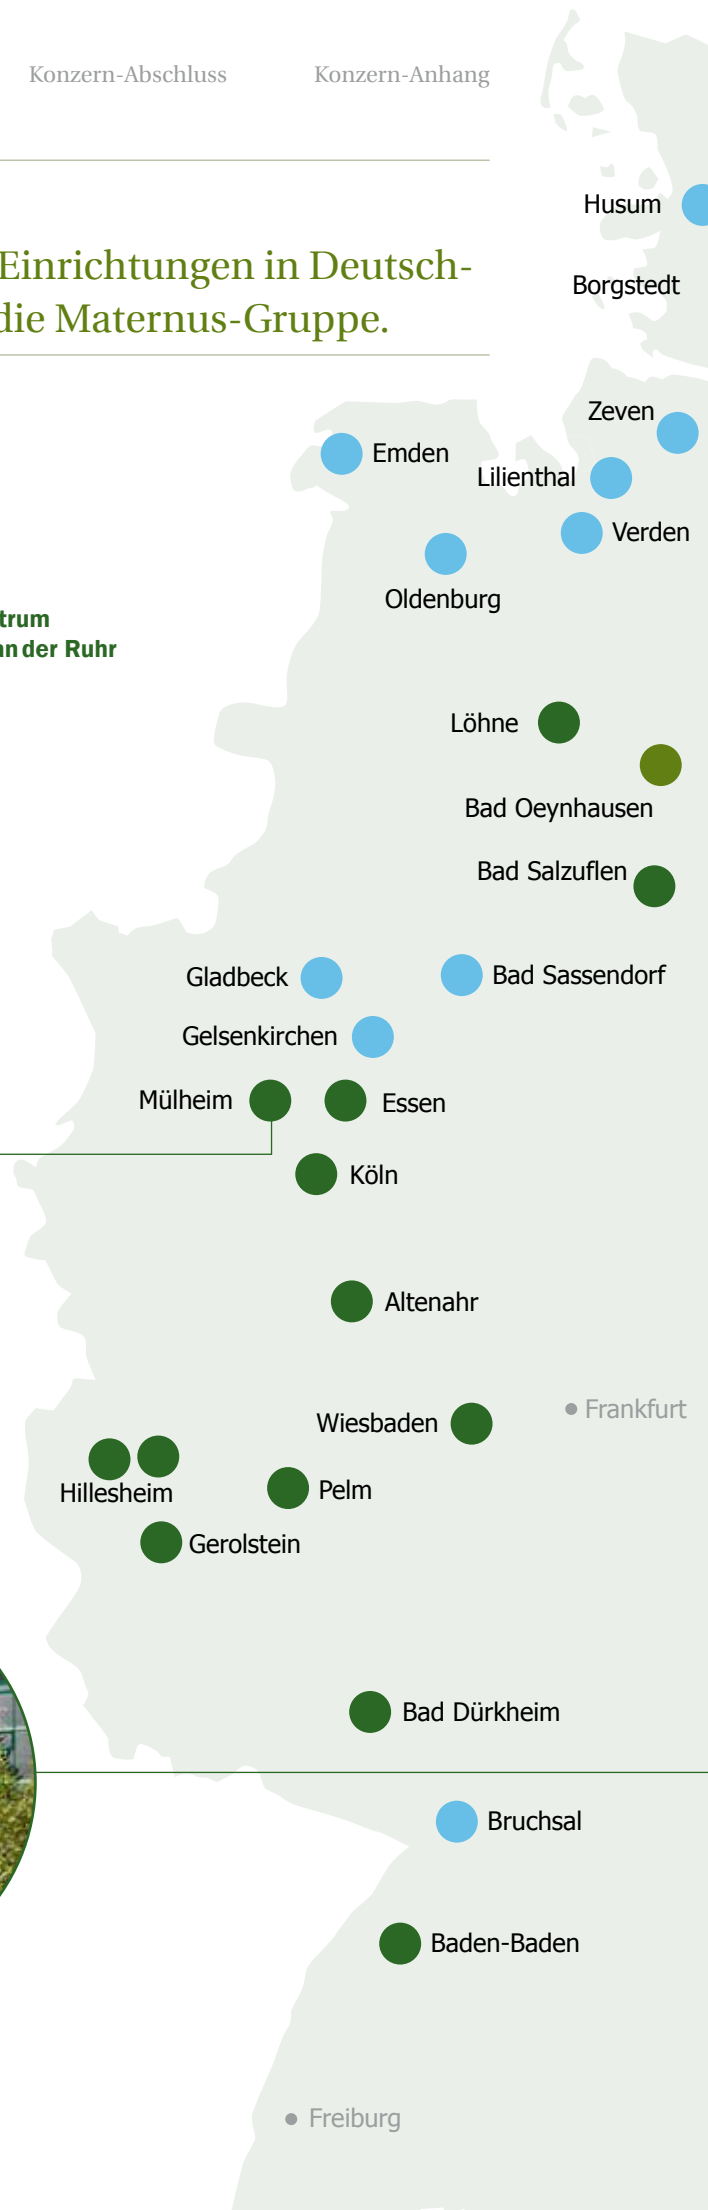 Konzern-Abschluss Konzern-Anhang
Husum
Einrichtungen in Deutsch-
die Maternus-Gruppe.
Borgstedt
Zeven
Emden
Lilienthal
Verden
Oldenburg
trum
an der Ruhr
Löhne
Bad Oeynhausen
Bad Salzuflen
Gladbeck
Bad Sassendorf
Gelsenkirchen
Mülheim
Essen
Köln
Altenahr
Frankfurt
Wiesbaden
Hillesheim
Pelm
Gerolstein
Bad Dürkheim
Bruchsal
Baden-Baden
Freiburg